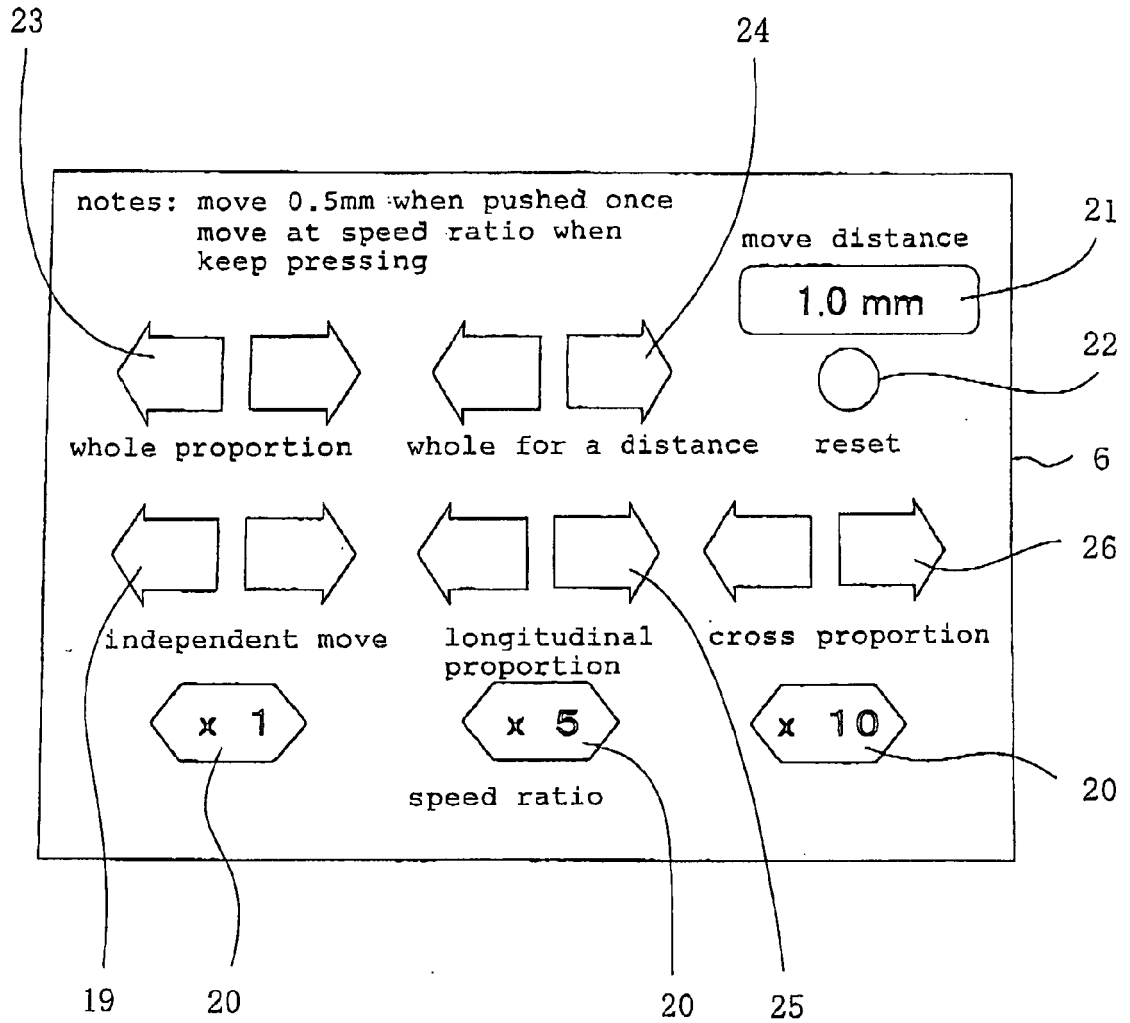 23
24
notes: move 0.5mm when pushed once
move at speed ratio when
keep pressing
move distance
21
1.0 mm
22
whole proportion
whole for a distance
reset
6
26
independent move
longitudinal
proportion
cross proportion
x 1
x 5
x 10
20
speed ratio
19
20
20
25